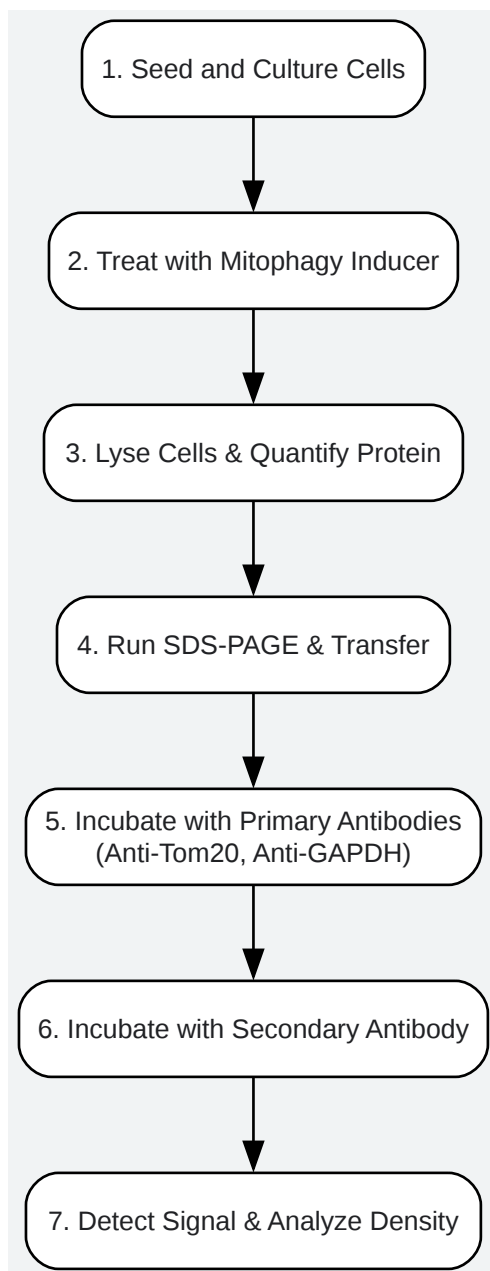 1. Seed and Culture Cells
2. Treat with Mitophagy Inducer
3. Lyse Cells & Quantify Protein
4. Run SDS-PAGE & Transfer
5. Incubate with Primary Antibodies
(Anti-Tom20, Anti-GAPDH)
6. Incubate with Secondary Antibody
7. Detect Signal & Analyze Density